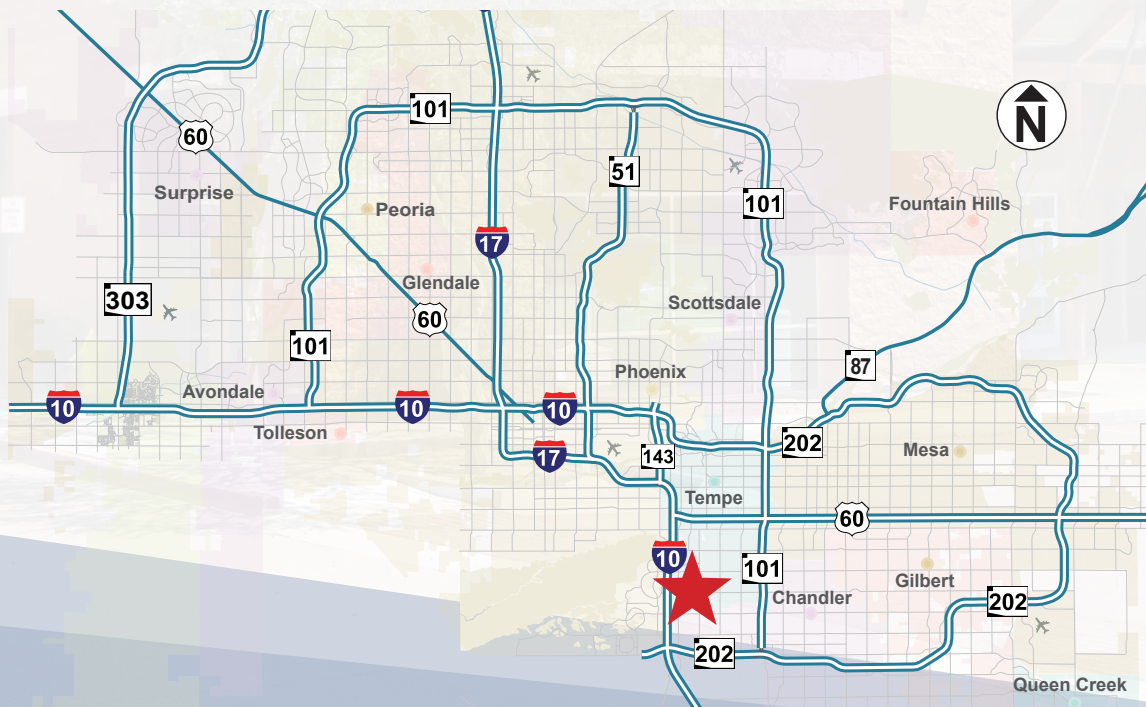 101
N
60
51
Surprise
101
Fountain Hills
Peoria
17
Glendale
303
Scottsdale
60
101
87
Phoenix
Avondale
10
10
10
Tolleson
202
Mesa
143
17
Tempe
60
10
101
Gilbert
Chandler
202
202
Queen Creek